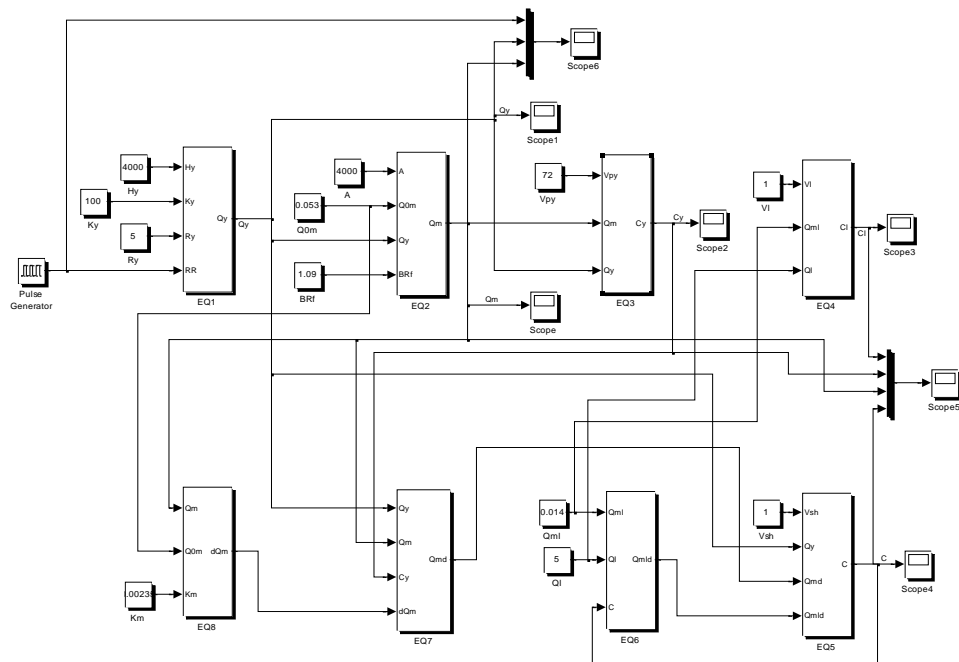 Scope6
Qy
Scope1
4000
Hy
100
Ky
5
Ry
Hy
Ky
Ry
RR
Qy
Qy
EQ1
Pulse
Generator
4000
A
0.053
Q0m
1.09
BRf
A
Q0m
Qy
BRf
Qm
EQ2
72
Vpy
Vpy
Qm
Qy
Cy
EQ3
Cy
Scope2
Qm
Scope
1
Vl
Vl
Qml
Ql
Cl
EQ4
Cl
Scope3
Scope5
Qm
Q0m
Km
dQm
EQ8
Km
Qy
Qm
Cy
dQm
Qmd
EQ7
0.014
Qml
5
Ql
Qml
Ql
C
Qmld
EQ6
1
Vsh
Vsh
Qy
Qmd
Qmld
C
EQ5
C
Scope4